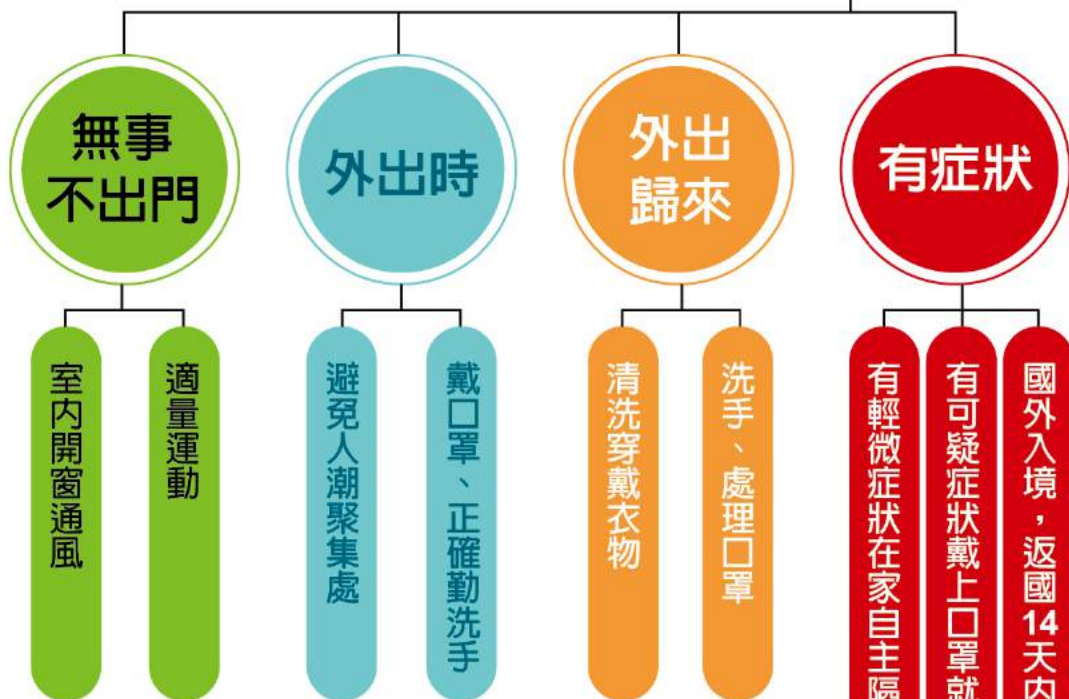 無事
不出門
外出時
外出
歸來
有症狀
室內開窗通風
適量運動
避免人潮聚集處
戴口罩、正確勤洗手
清洗穿戴衣物
洗手、處理口罩
有輕微症狀在家自主隔
有可疑症狀戴上口罩就
國外入境，返國14天內